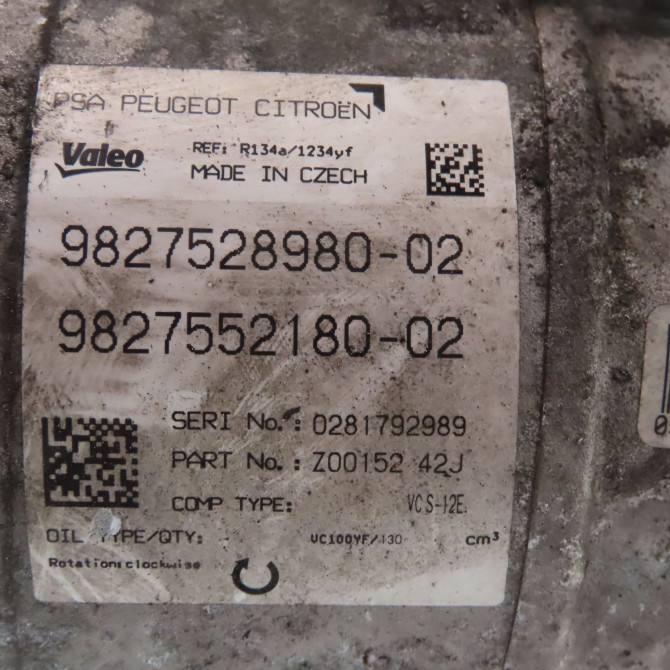 PSA PEUGEOT CITROËN
Valeo
REF: R134a/1234yf
MADE IN CZECH
9827528980-02
9827552180-02
SERI No. : 0281792989
PART No. : Z00152 42J
COMP TYPE: VCS-12E.
OIL TYPE/QTY: VC100YF/130 cm³
Rotation:clockwise